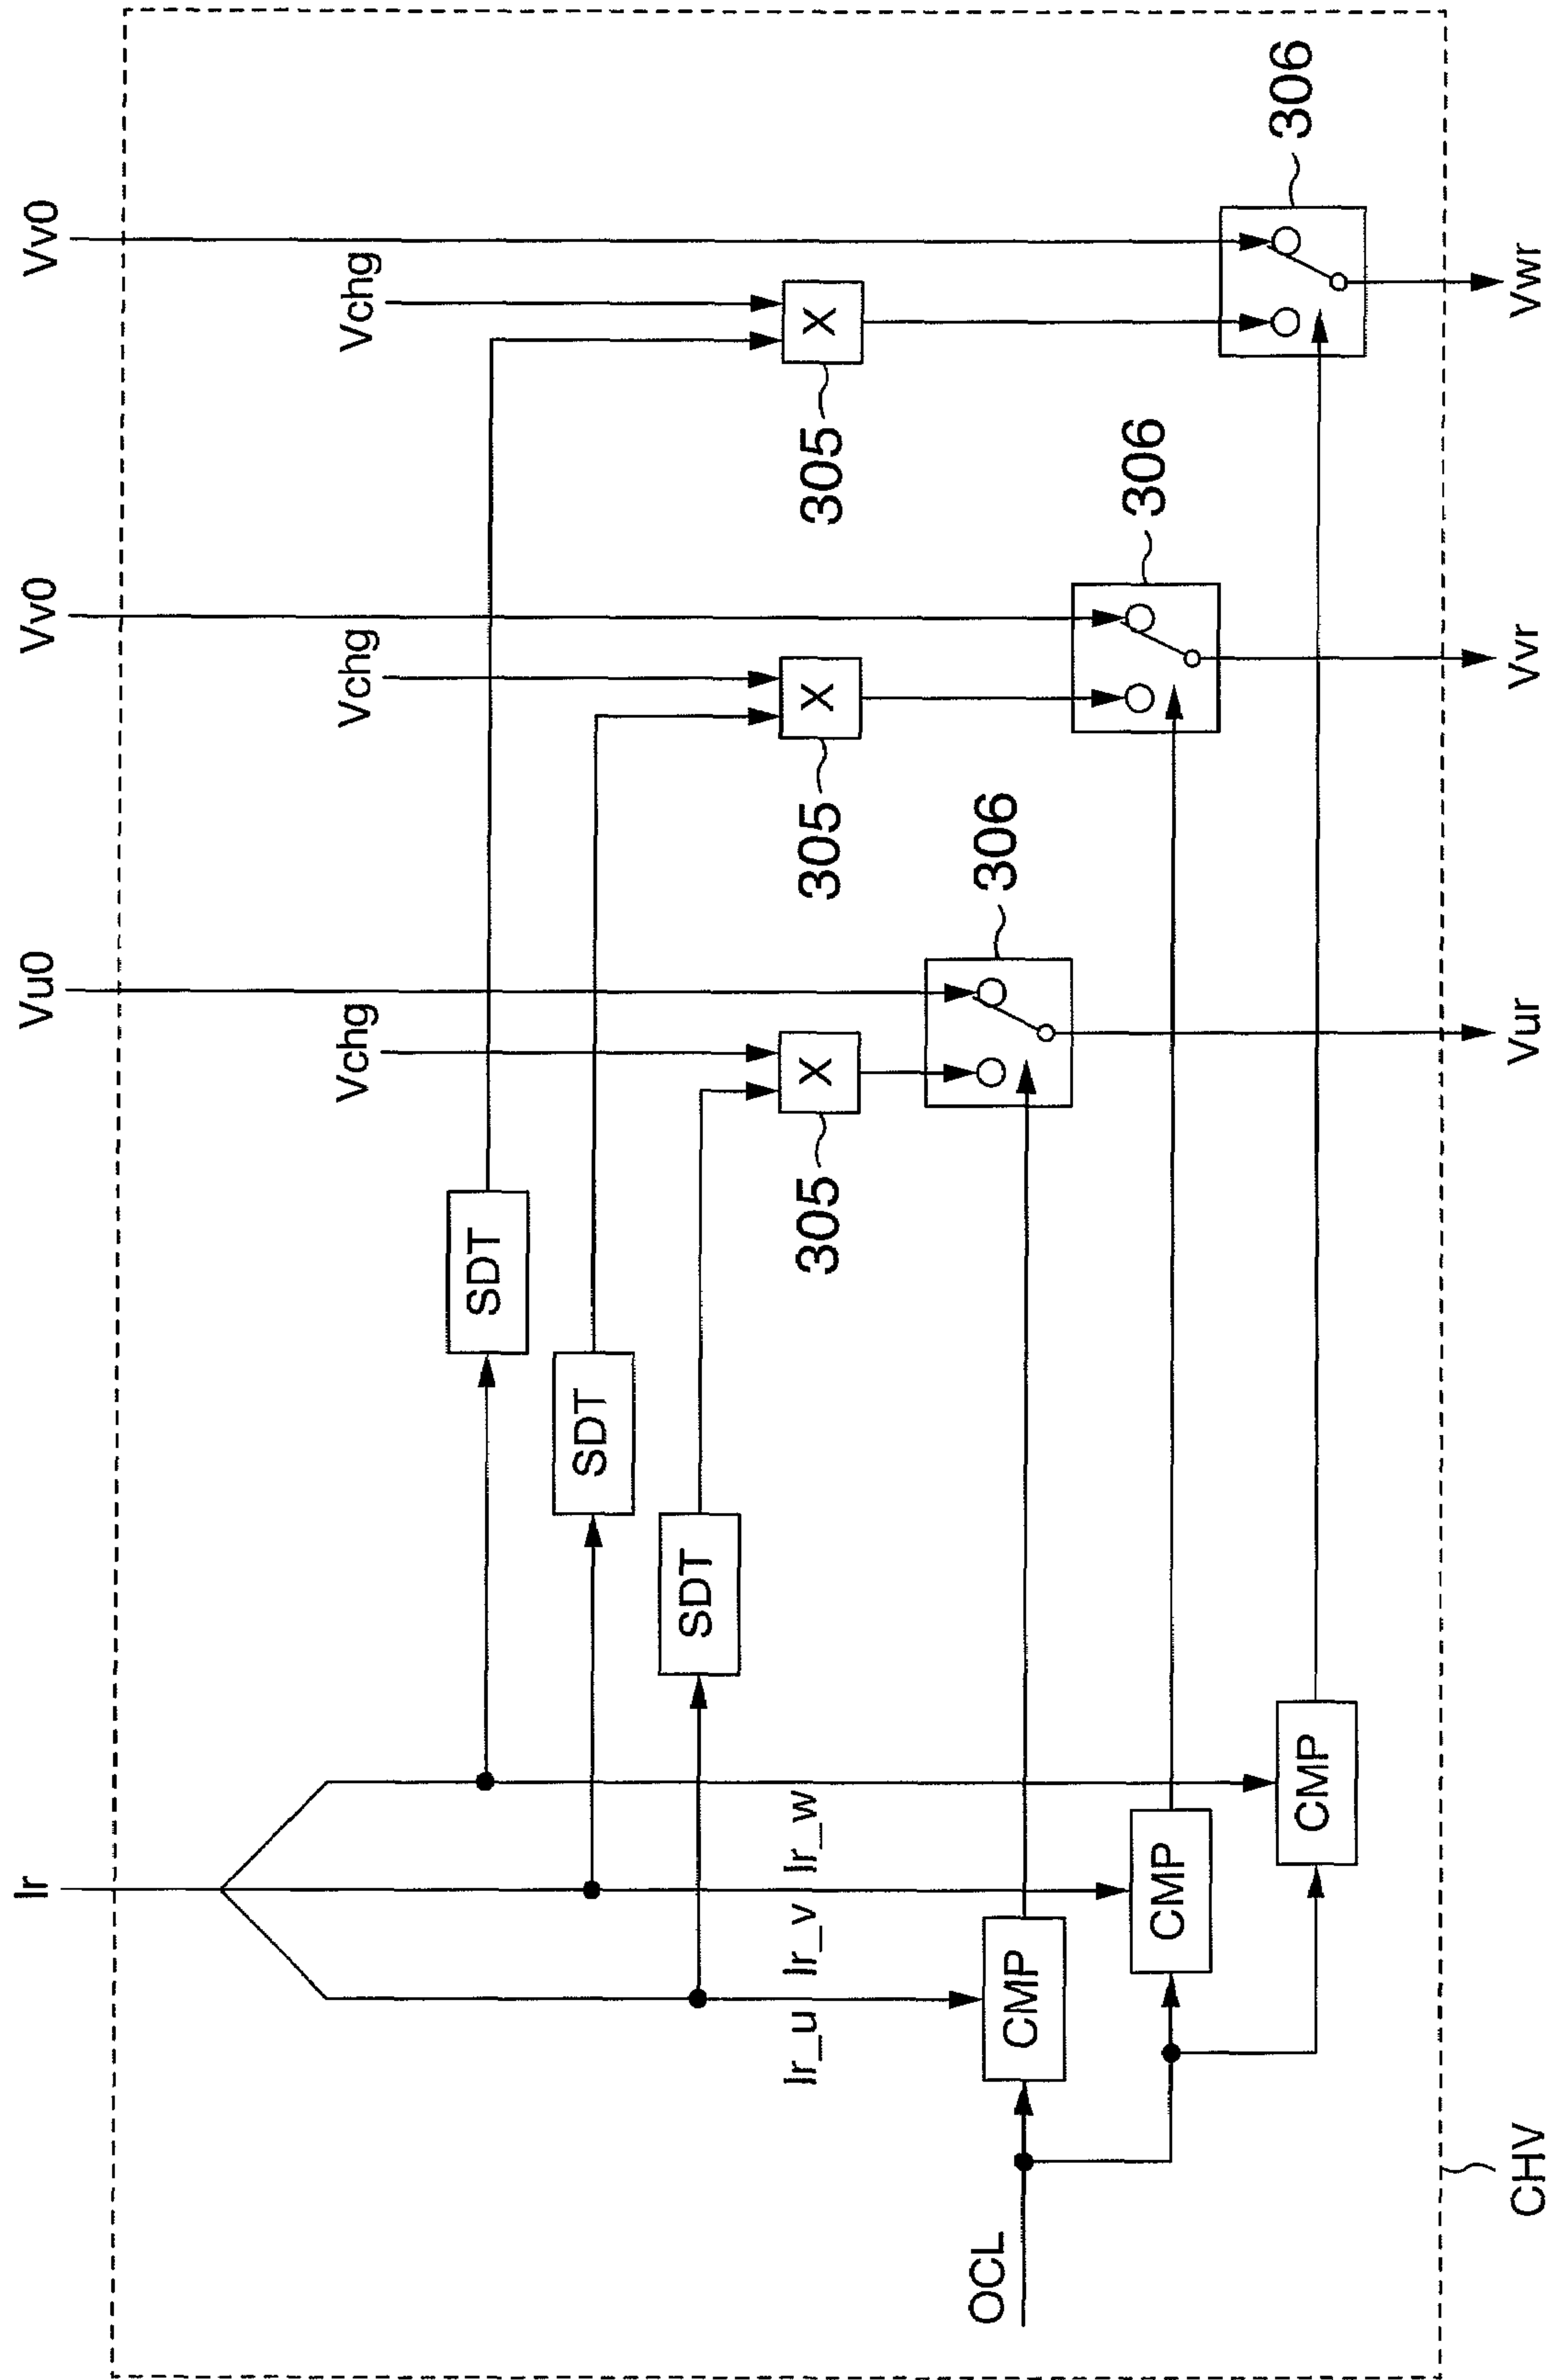 Ir
Vu0
Vv0
Vv0
Vchg
Vchg
Vchg
SDT
SDT
SDT
X
X
X
305
305
305
Ir_u
Ir_v
Ir_w
306
306
306
OCL
CMP
CMP
CMP
CHV
Vur
Vvr
Vwr